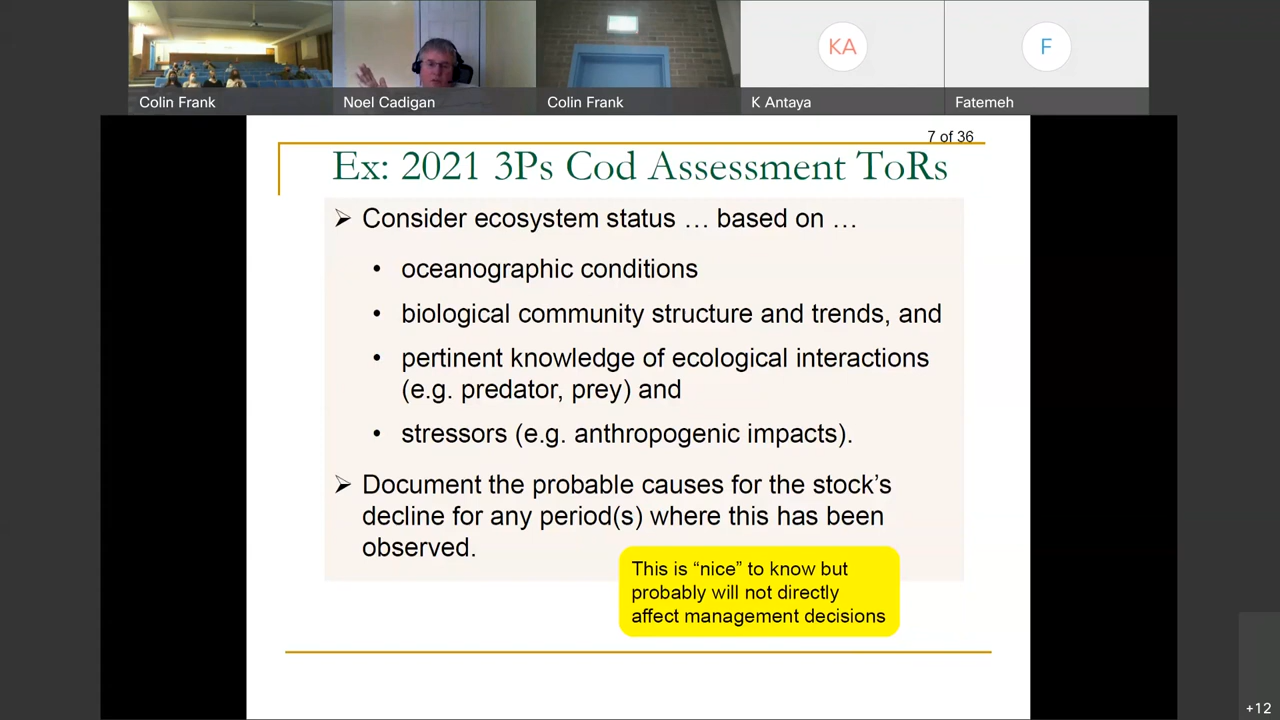 KA
F
Colin Frank
Noel Cadigan
Colin Frank
K Antaya
Fatemeh
7 of 36
Ex: 2021 3Ps Cod Assessment ToRs
➢ Consider ecosystem status … based on …
• oceanographic conditions
• biological community structure and trends, and
• pertinent knowledge of ecological interactions
(e.g. predator, prey) and
• stressors (e.g. anthropogenic impacts).
➢ Document the probable causes for the stock’s
decline for any period(s) where this has been
observed.
This is “nice” to know but
probably will not directly
affect management decisions
+12